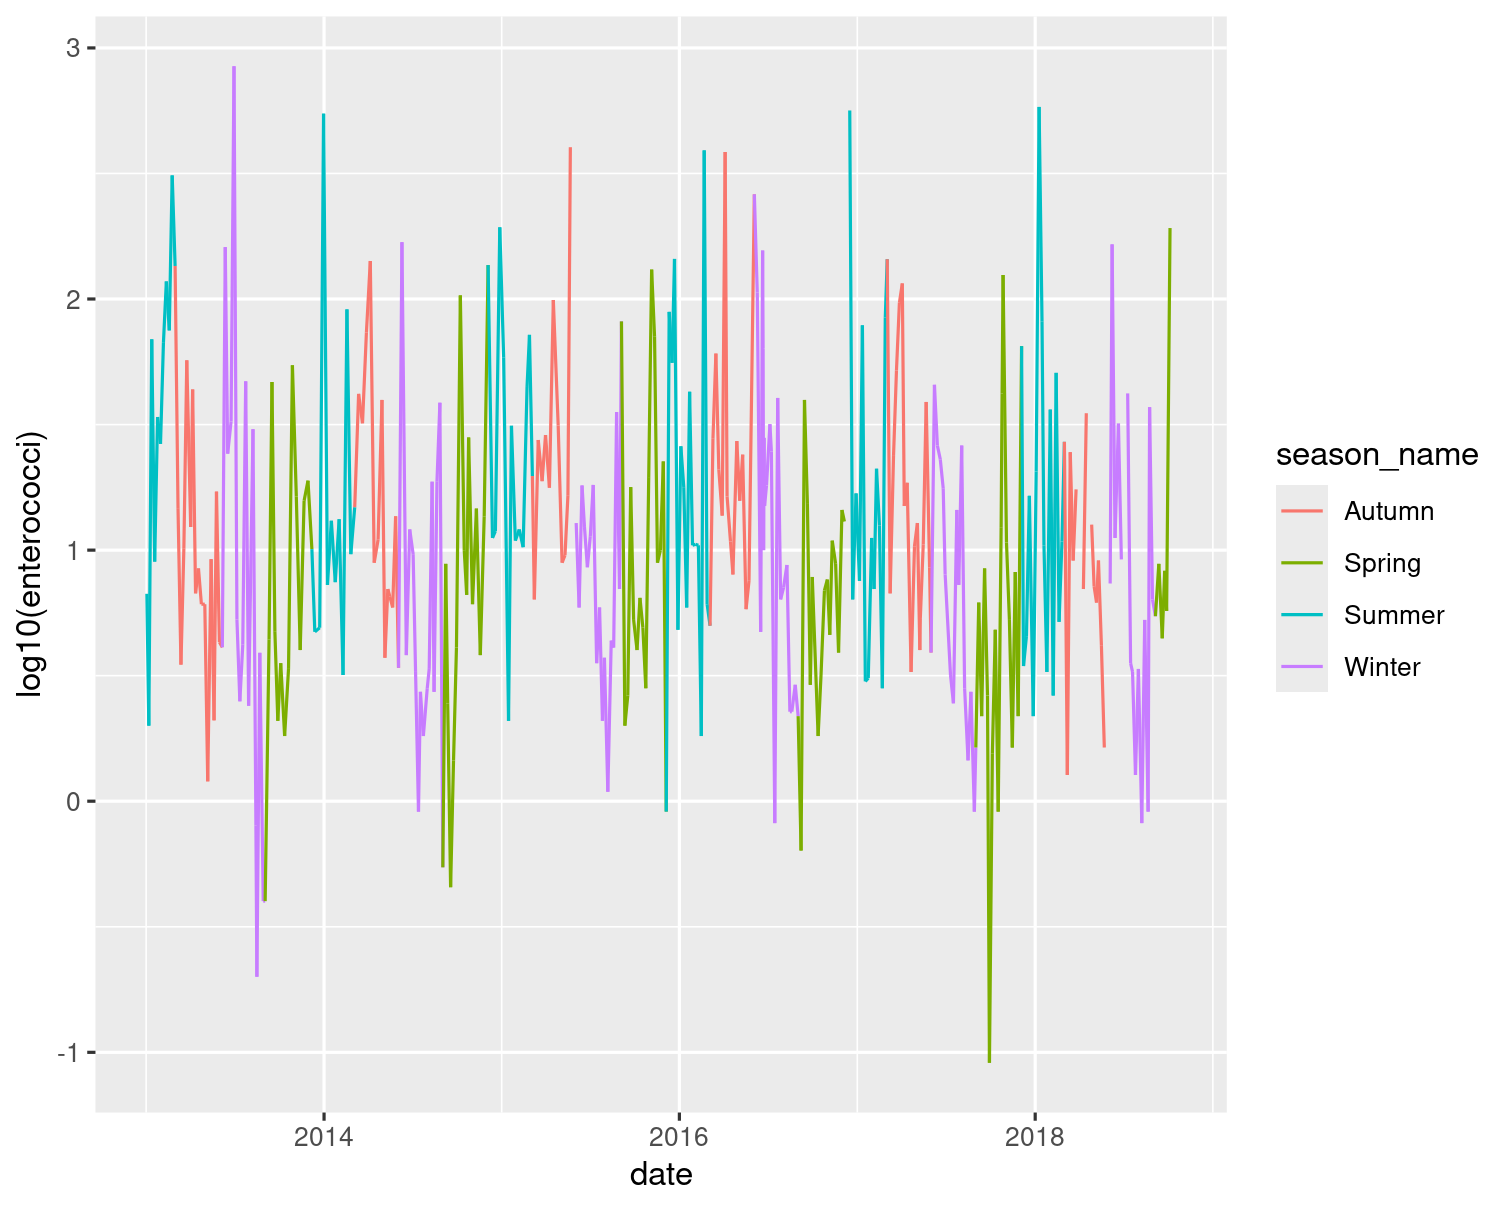 3
2
1
0
-1
log10(enterococci)
2014
2016
2018
date
season_name
Autumn
Spring
Summer
Winter